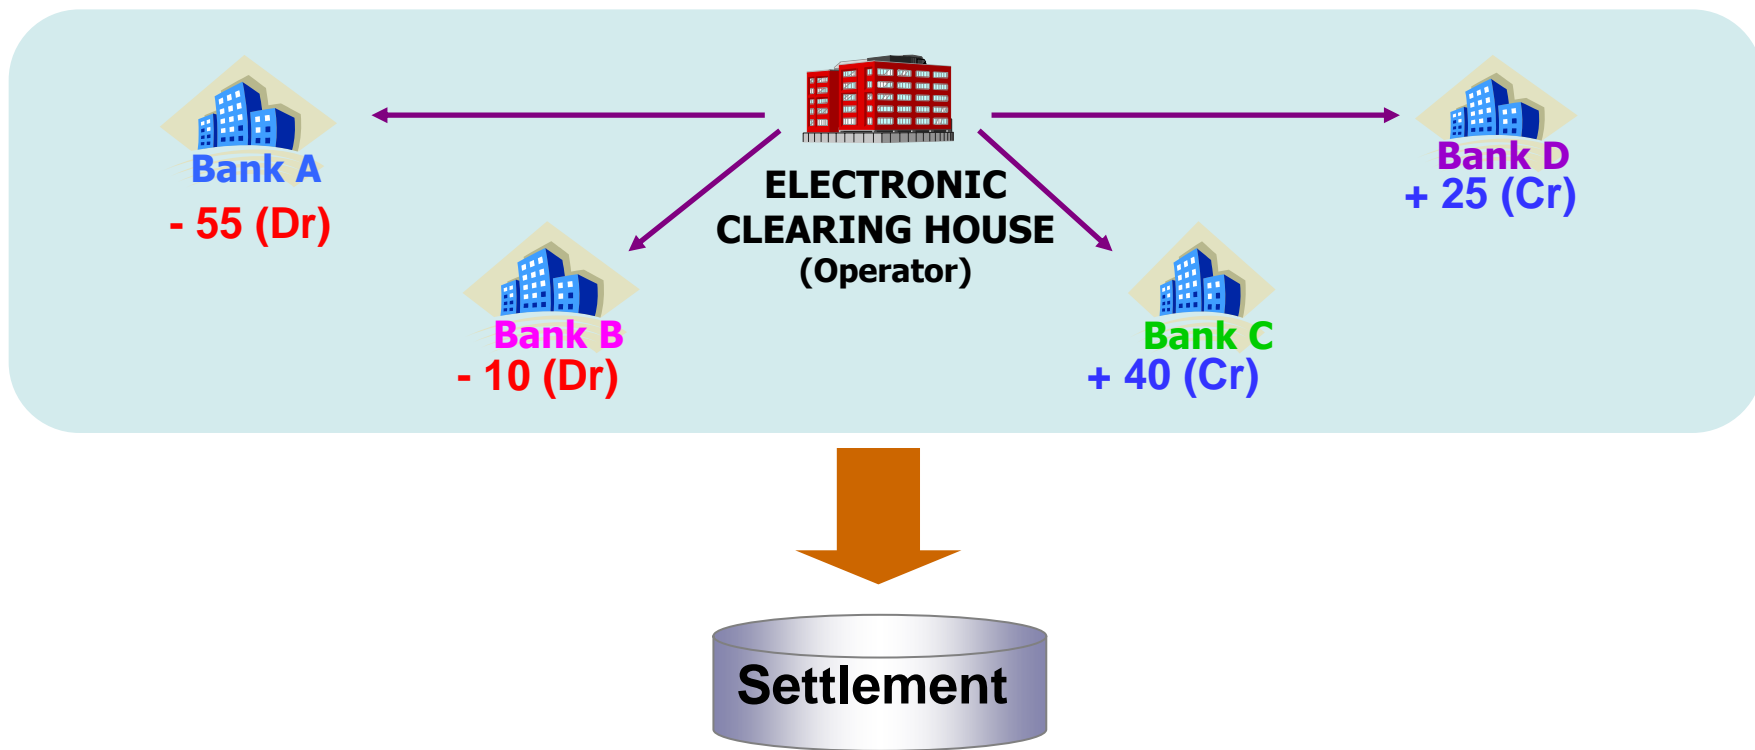 Bank A
- 55 (Dr)
Bank B
- 10 (Dr)
ELECTRONIC
CLEARING HOUSE
(Operator)
Bank C
+ 40 (Cr)
Bank D
+ 25 (Cr)
Settlement